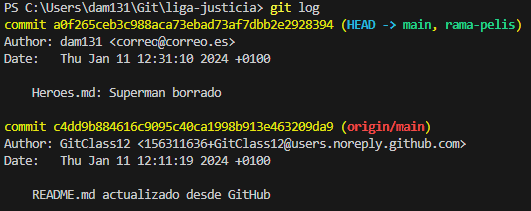 PS C:\Users\dam131\Git\liga-justicia> git log
commit a0f265ceb3c988aca73ebad73af7dbb2e2928394 (HEAD -> main, rama-pelis)
Author: dam131 <correo@correo.es>
Date:   Thu Jan 11 12:31:10 2024 +0100
    Heroes.md: Superman borrado
commit c4dd9b884616c9095c40ca1998b913e463209da9 (origin/main)
Author: GitClass12 <156311636+GitClass12@users.noreply.github.com>
Date:   Thu Jan 11 12:11:19 2024 +0100
    README.md actualizado desde GitHub